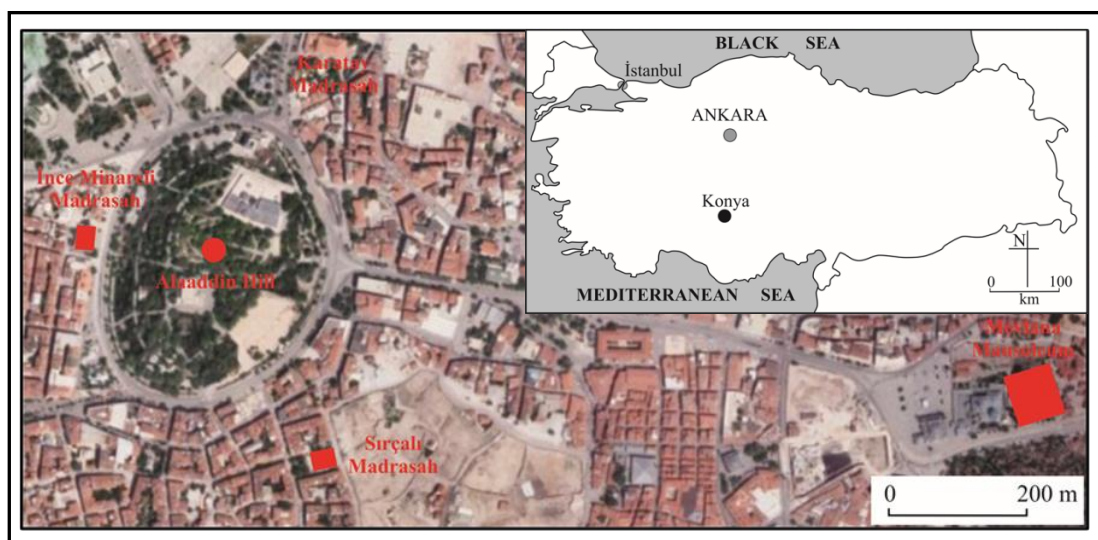 Karatay
Madrasah
İnce Minareli
Madrasah
Alaaddin Hill
Sırçalı
Madrasah
Mevlana
Mausoleum
0 200 m
BLACK SEA
İstanbul
ANKARA
Konya
MEDITERRANEAN SEA
N
0 100
km